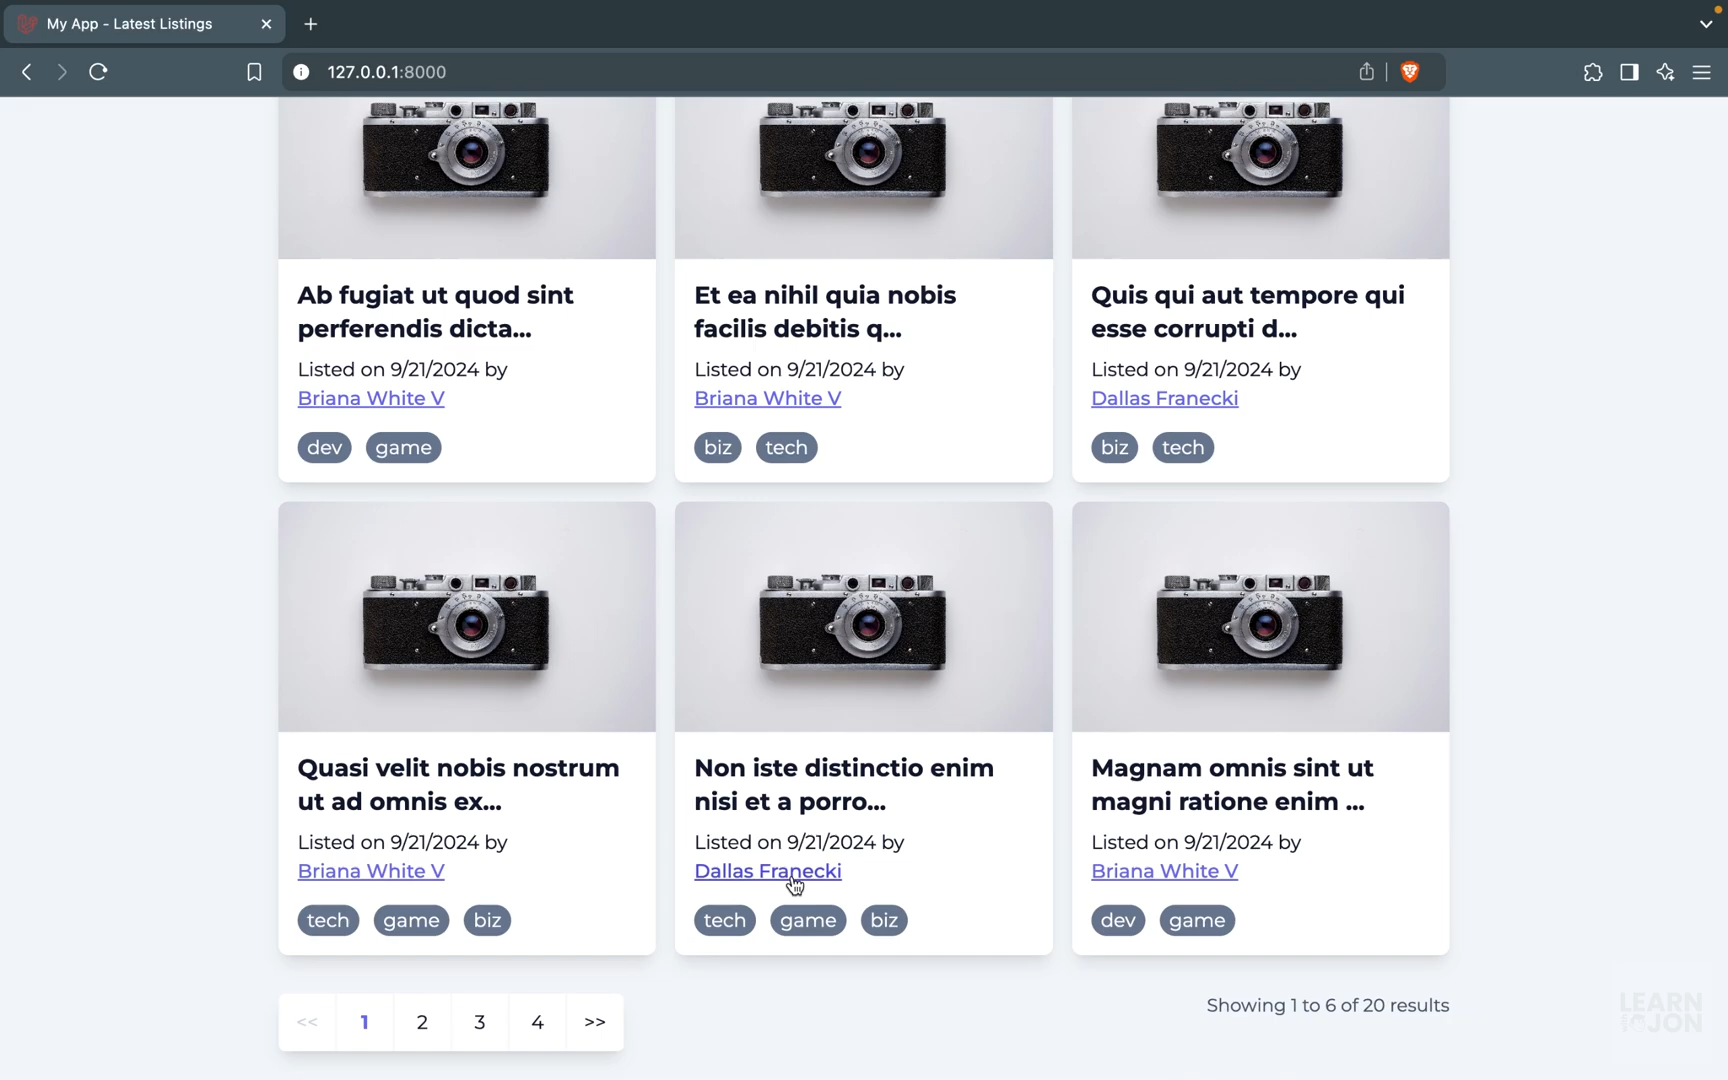 My App - Latest Listings
127.0.0.1:8000
Ab fugiat ut quod sint
perferendis dicta...
Listed on 9/21/2024 by
Briana White V
dev game
Et ea nihil quia nobis
facilis debitis q...
Listed on 9/21/2024 by
Briana White V
biz tech
Quis qui aut tempore qui
esse corrupti d...
Listed on 9/21/2024 by
Dallas Franecki
biz tech
Quasi velit nobis nostrum
ut ad omnis ex...
Listed on 9/21/2024 by
Briana White V
tech game biz
Non iste distinctio enim
nisi et a porro...
Listed on 9/21/2024 by
Dallas Franecki
tech game biz
Magnam omnis sint ut
magni ratione enim ...
Listed on 9/21/2024 by
Briana White V
dev game
<< 1 2 3 4 >>
Showing 1 to 6 of 20 results
LEARN
JON